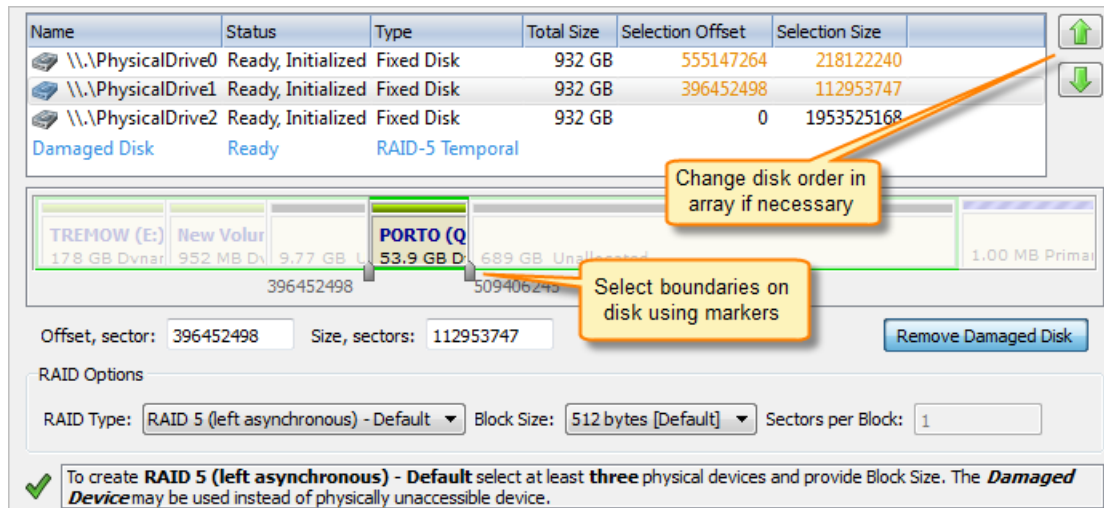 Name Status Type Total Size Selection Offset Selection Size
\\.\PhysicalDrive0 Ready, Initialized Fixed Disk 932 GB 555147264 218122240
\\.\PhysicalDrive1 Ready, Initialized Fixed Disk 932 GB 396452498 112953747
\\.\PhysicalDrive2 Ready, Initialized Fixed Disk 932 GB 0 1953525168
Damaged Disk Ready RAID-5 Temporal
Change disk order in
array if necessary
TREMOW (E:) New Volur PORTO (Q
178 GB Dynar 952 MB Dy 9.77 GB U 53.9 GB D 689 GB Unallocated 1.00 MB Primar
396452498 509406245
Select boundaries on
disk using markers
Offset, sector: 396452498 Size, sectors: 112953747 Remove Damaged Disk
RAID Options
RAID Type: RAID 5 (left asynchronous) - Default Block Size: 512 bytes [Default] Sectors per Block: 1
To create RAID 5 (left asynchronous) - Default select at least three physical devices and provide Block Size. The Damaged
Device may be used instead of physically unaccessible device.